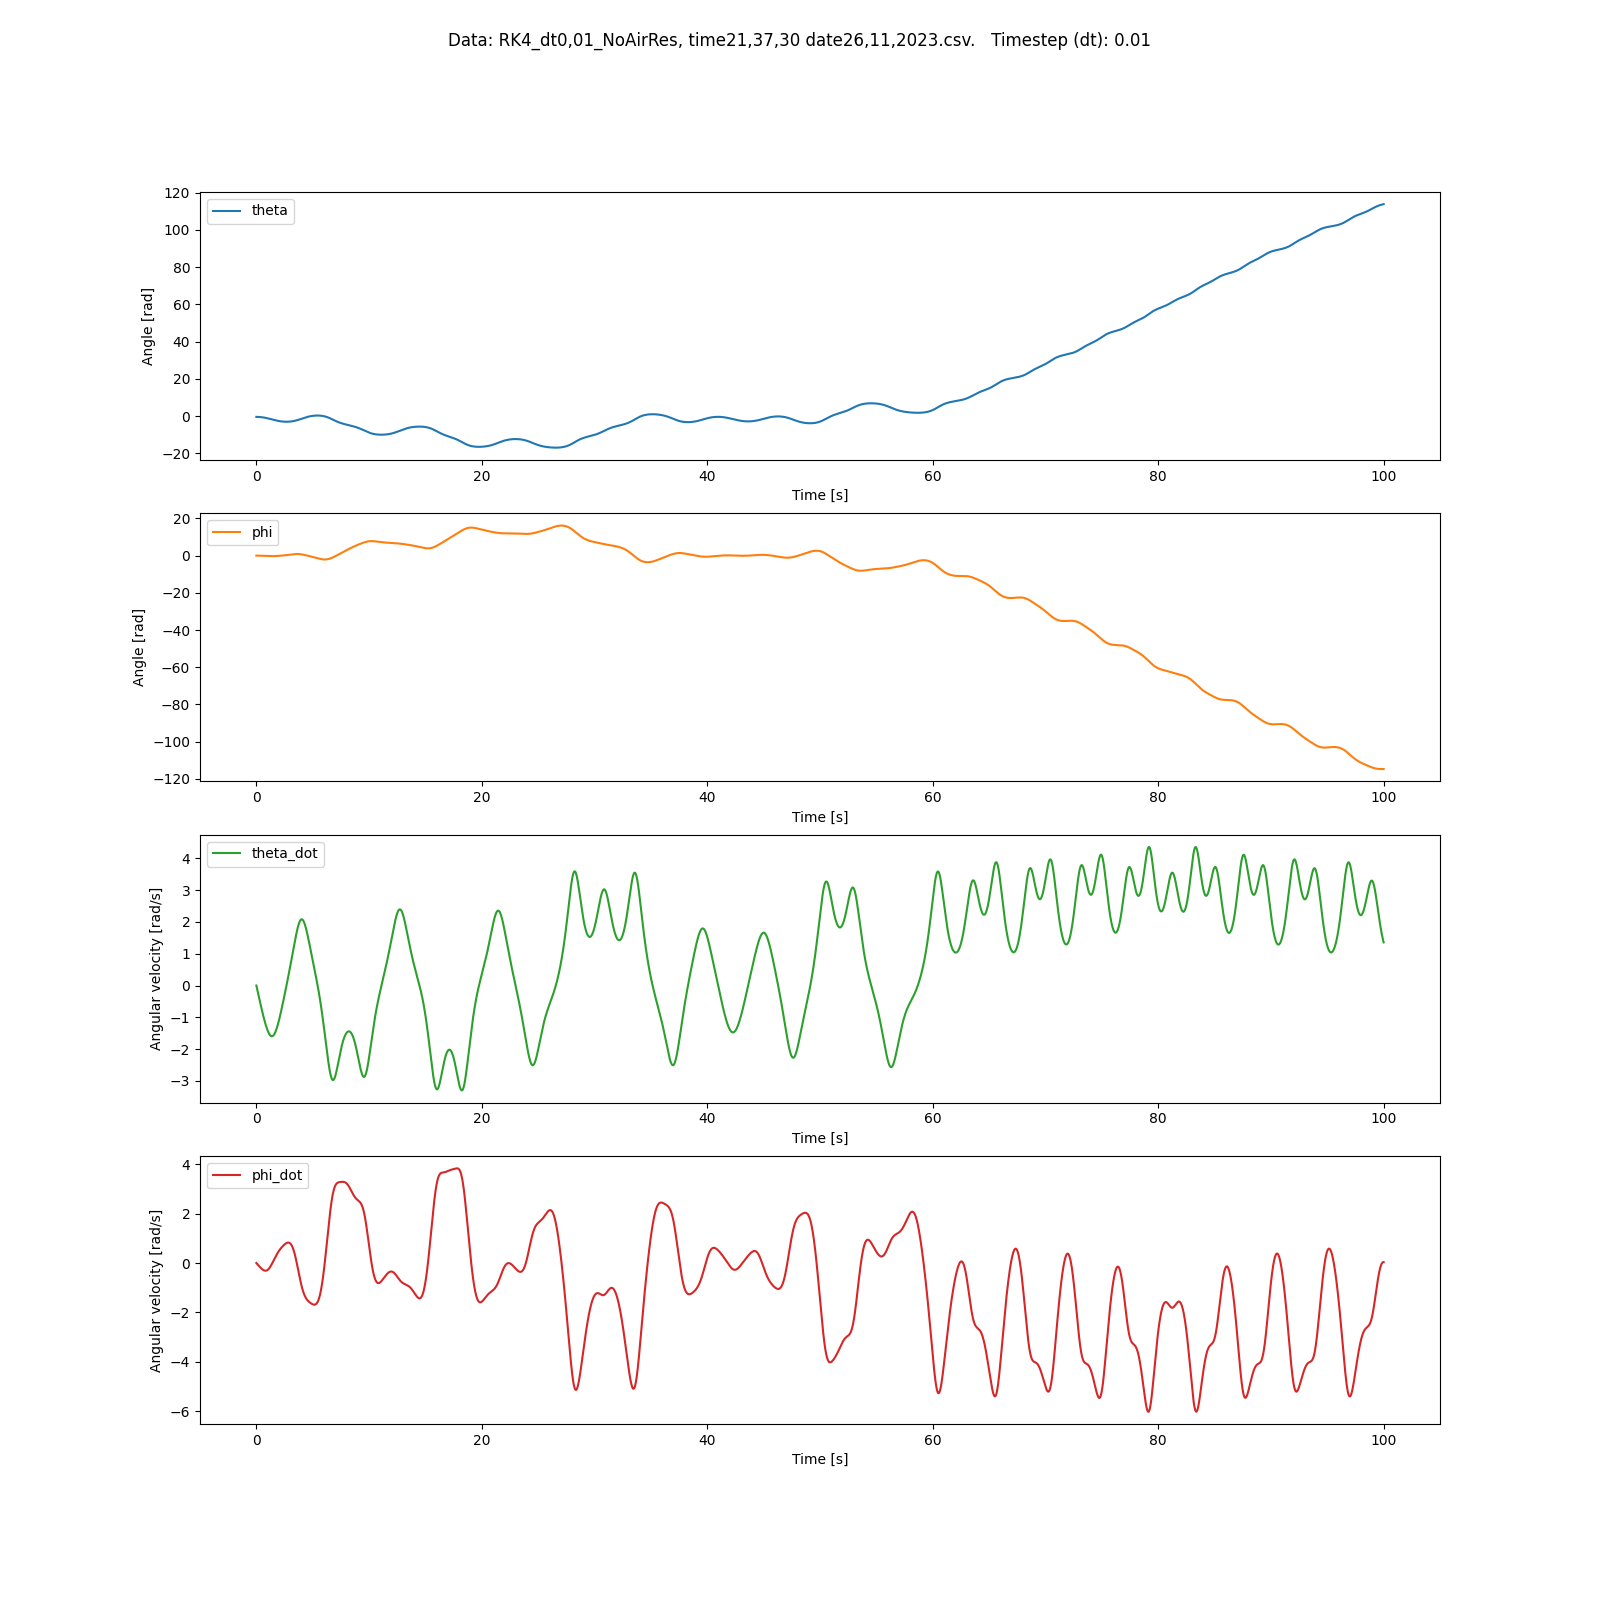 Data: RK4_dt0,01_NoAirRes, time21,37,30 date26,11,2023.csv.   Timestep (dt): 0.01
120
100
80
60
40
20
0
−20
Angle [rad]
theta
0 20 40 60 80 100
Time [s]
20
0
−20
−40
−60
−80
−100
−120
Angle [rad]
phi
0 20 40 60 80 100
Time [s]
4
3
2
1
0
−1
−2
−3
Angular velocity [rad/s]
theta_dot
0 20 40 60 80 100
Time [s]
4
2
0
−2
−4
−6
Angular velocity [rad/s]
phi_dot
0 20 40 60 80 100
Time [s]